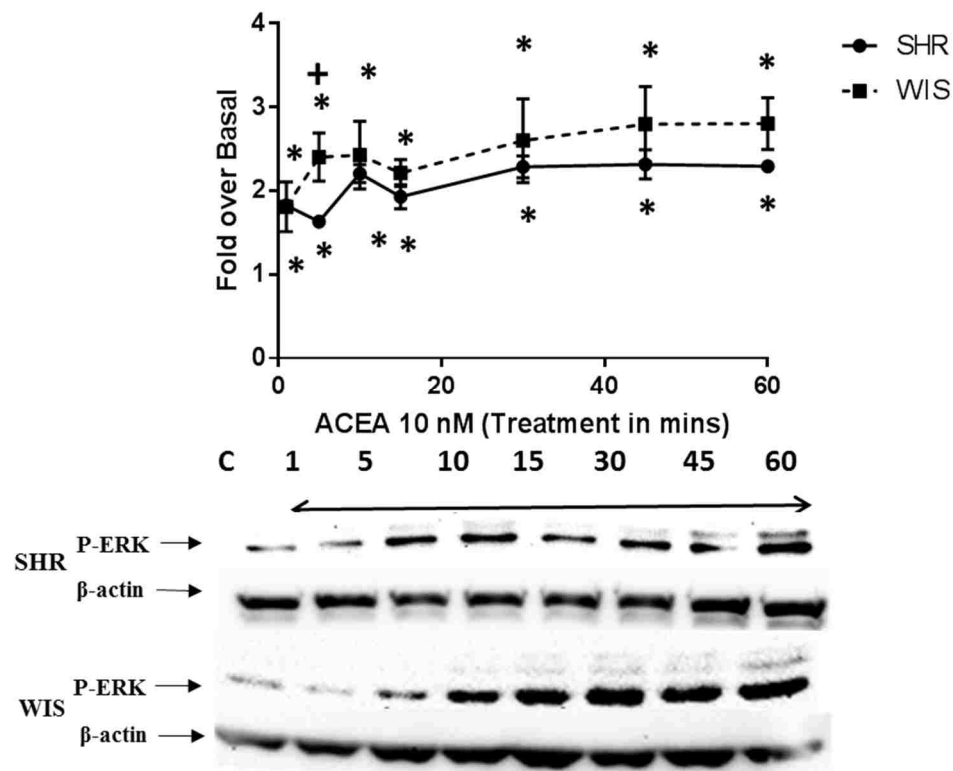 4
3
2
1
0
Fold over Basal
* + * * * * * *
* * * * * * *
SHR
WIS
0 20 40 60
ACEA 10 nM (Treatment in mins)
C 1 5 10 15 30 45 60
SHR
P-ERK
β-actin
WIS
P-ERK
β-actin